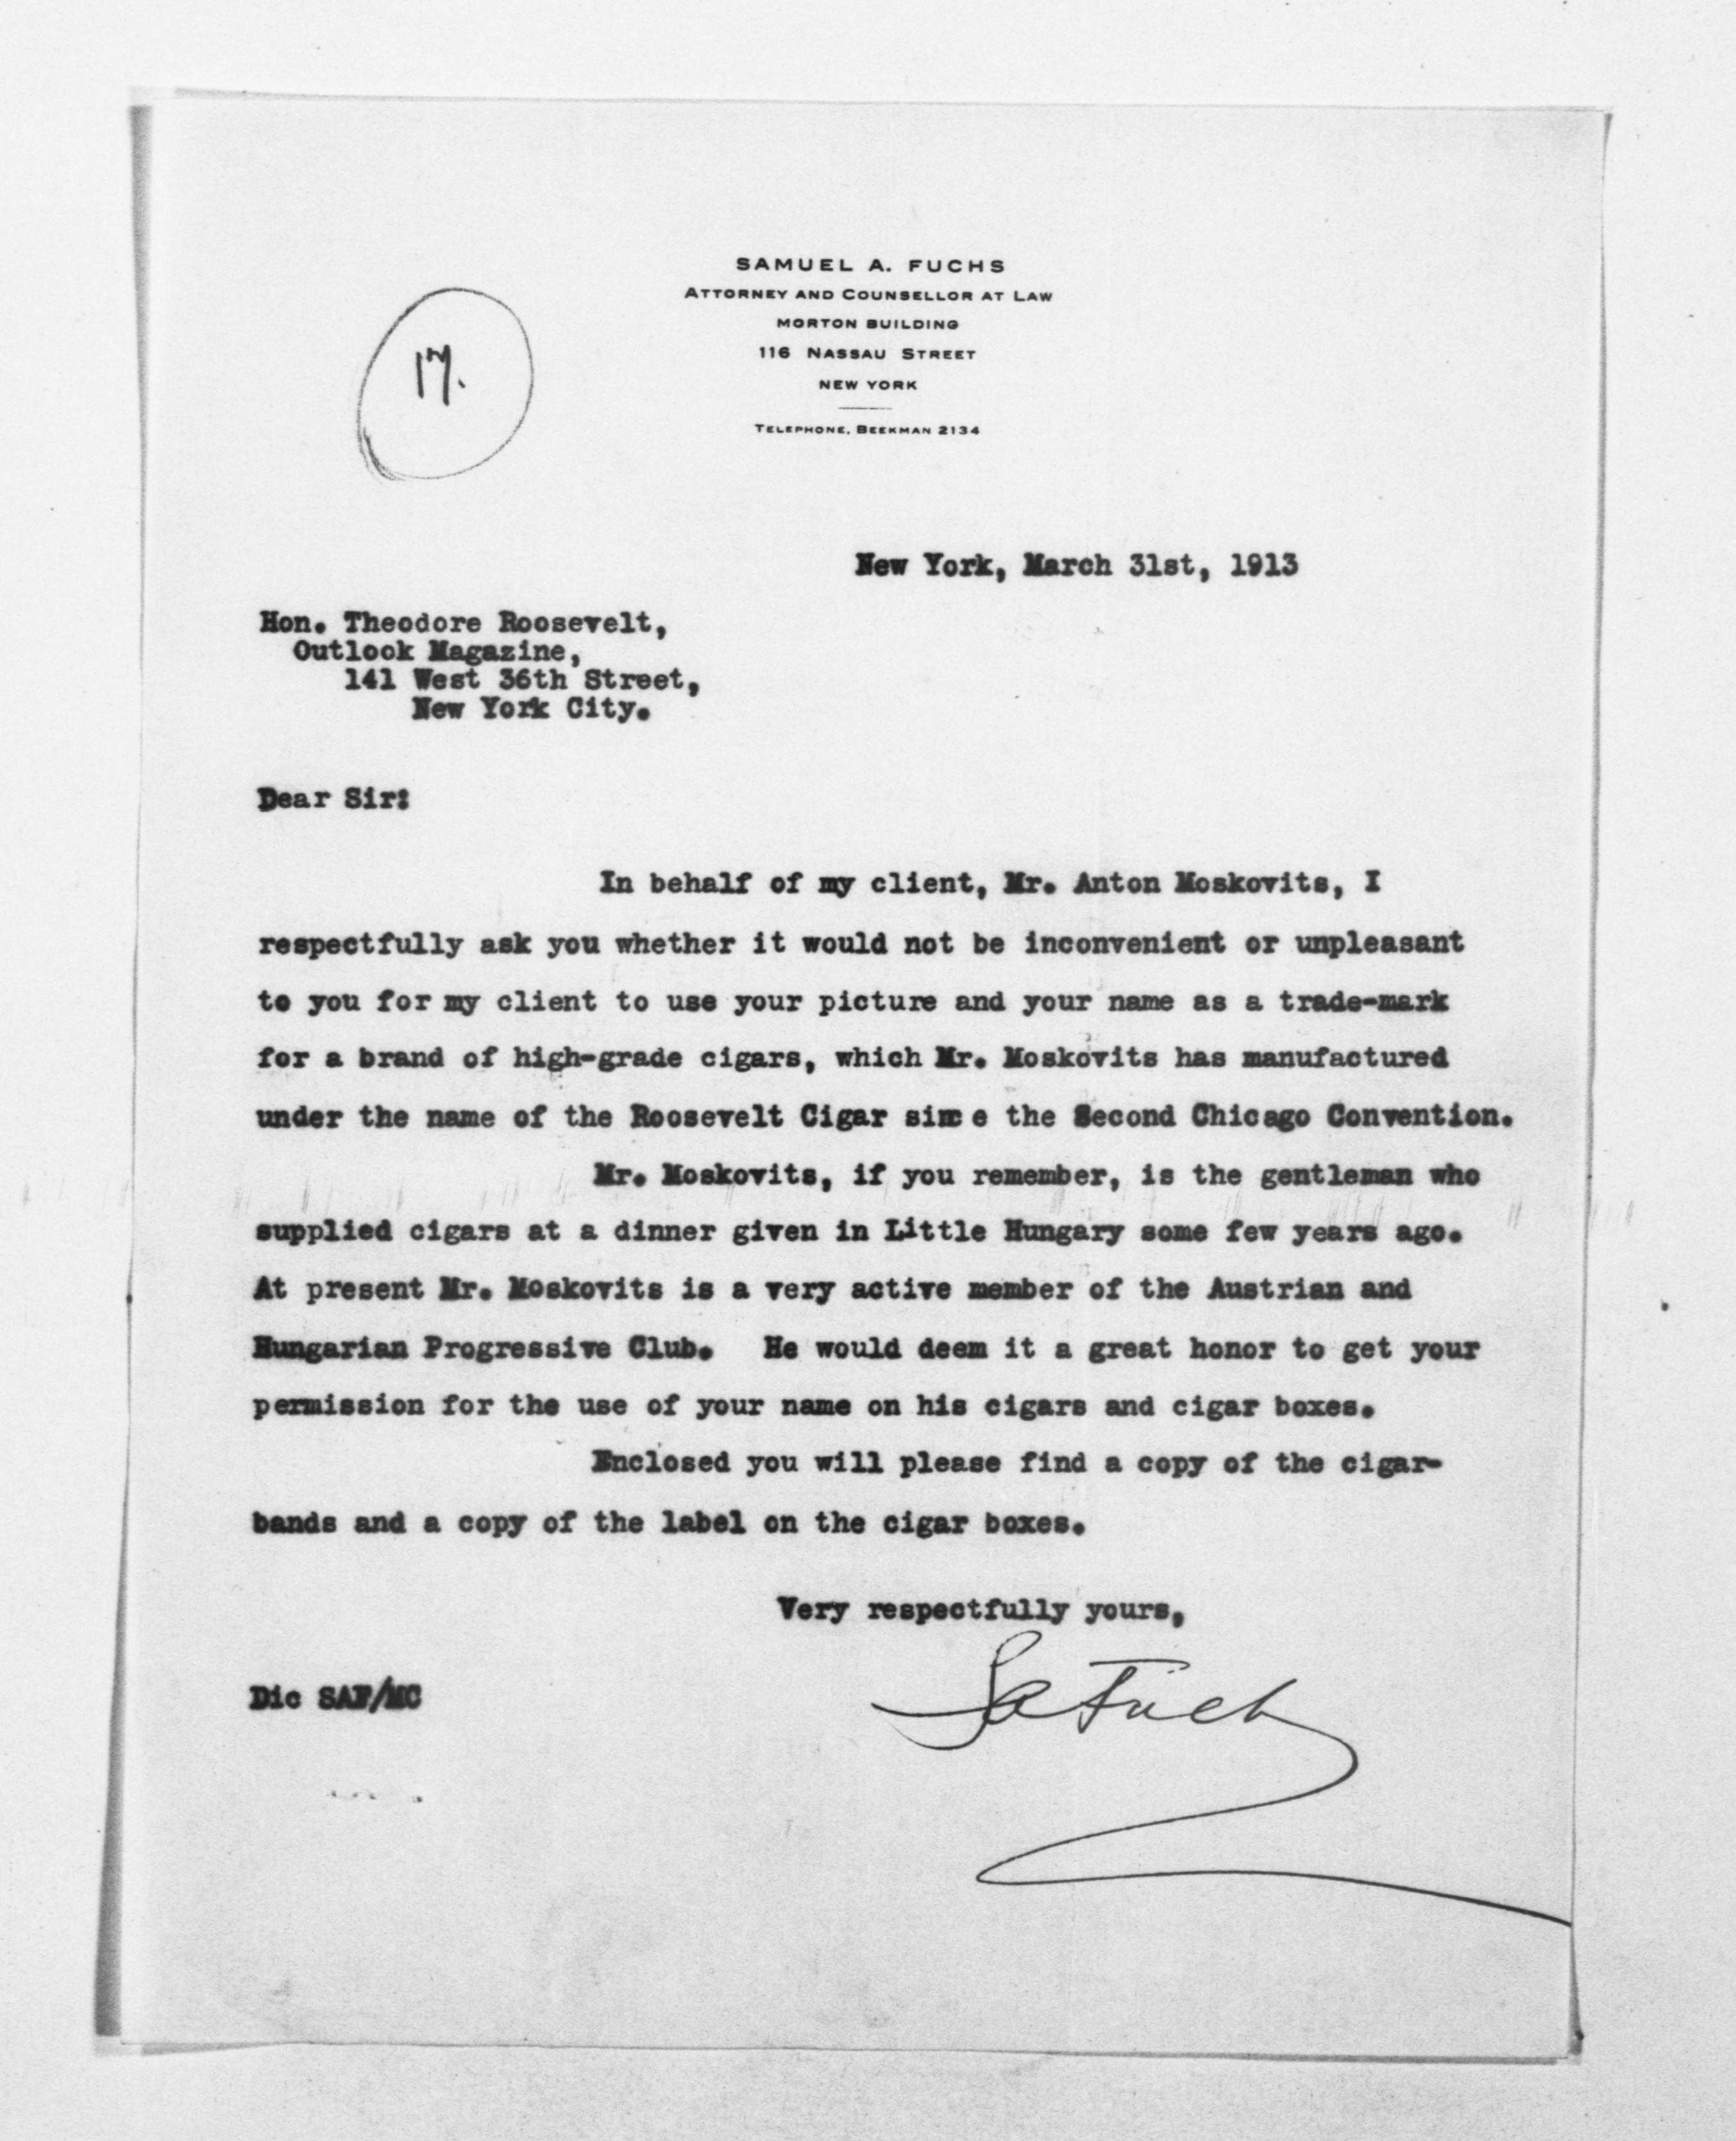 SAMUEL A. FUCHS
ATTORNEY AND COUNSELLOR AT LAW
MORTON BUILDING
116 NASSAU STREET
NEW YORK
TELEPHONE, BEEKMAN 2134
17.
New York, March 31st, 1913
Hon. Theodore Roosevelt,
Outlook Magazine,
141 West 36th Street,
New York City.
Dear Sir:
In behalf of my client, Mr. Anton Moskovits, I
respectfully ask you whether it would not be inconvenient or unpleasant
to you for my client to use your picture and your name as a trade-mark
for a brand of high-grade cigars, which Mr. Moskovits has manufactured
under the name of the Roosevelt Cigar since the Second Chicago Convention.
Mr. Moskovits, if you remember, is the gentleman who
supplied cigars at a dinner given in Little Hungary some few years ago.
At present Mr. Moskovits is a very active member of the Austrian and
Hungarian Progressive Club. He would deem it a great honor to get your
permission for the use of your name on his cigars and cigar boxes.
Enclosed you will please find a copy of the cigar-
bands and a copy of the label on the cigar boxes.
Very respectfully yours,
SaFuchs
Dic SAF/MC